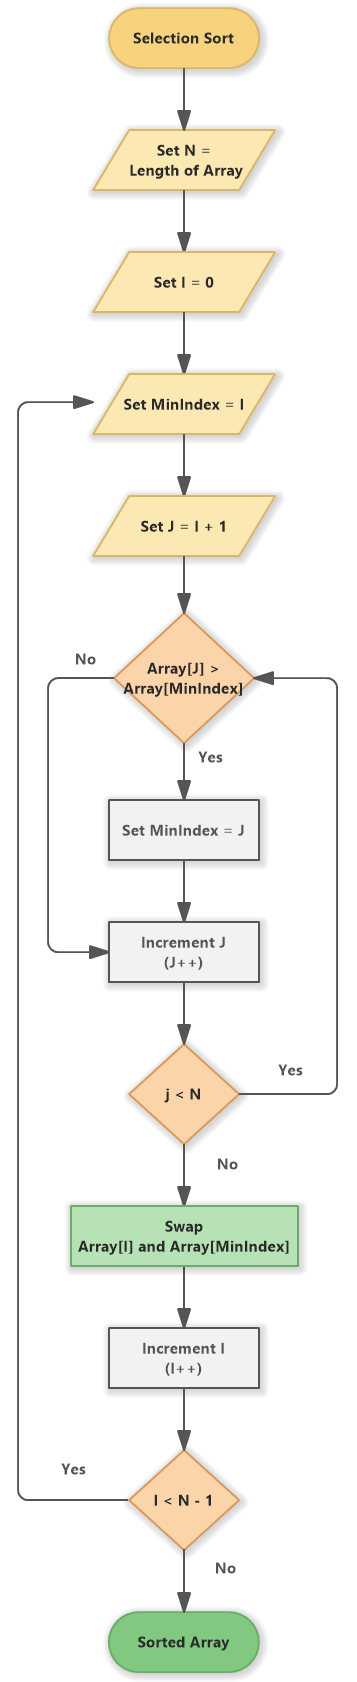 Selection Sort
Set N =
Length of Array
Set I = 0
Set MinIndex = I
Set J = I + 1
Array[J] >
Array[MinIndex]
No
Yes
Set MinIndex = J
Increment J
(J++)
j < N
Yes
No
Swap
Array[I] and Array[MinIndex]
Increment I
(I++)
I < N - 1
Yes
No
Sorted Array